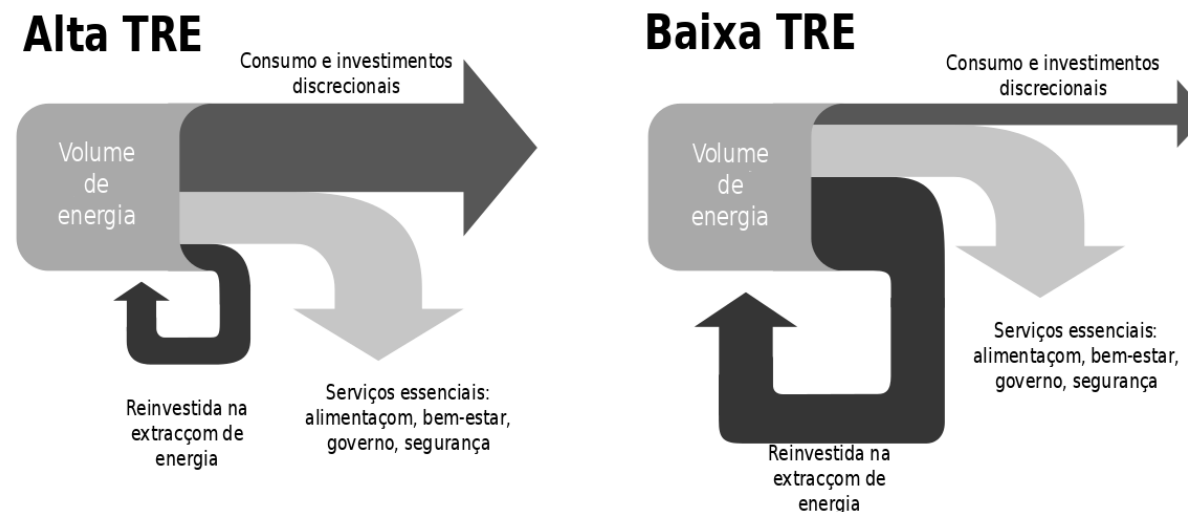 Alta TRE
Consumo e investimentos
discrecionais
Volume
de
energia
Reinvestida na
extracçom de
energia
Serviços essenciais:
alimentaçom, bem-estar,
governo, segurança
Baixa TRE
Consumo e investimentos
discrecionais
Volume
de
energia
Serviços essenciais:
alimentaçom, bem-estar,
governo, segurança
Reinvestida na
extracçom de
energia